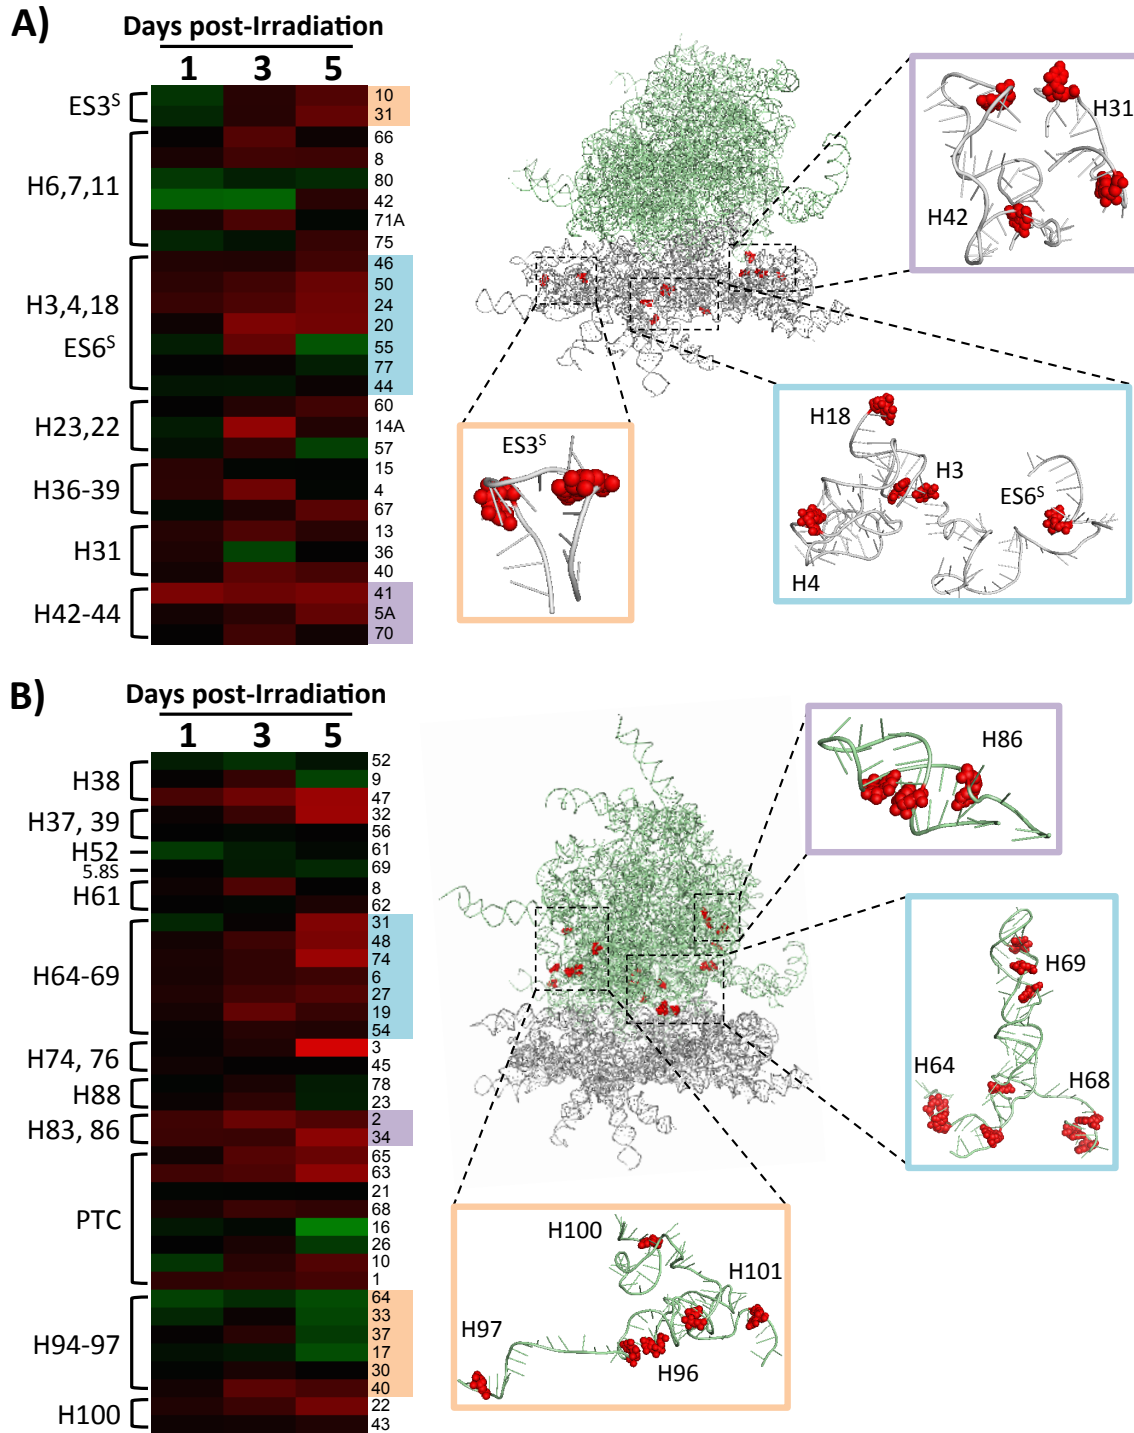 A)
Days post-Irradiation
1 3 5
ES3S
H6,7,11
H3,4,18
ES6S
H23,22
H36-39
H31
H42-44
10
31
66
8
80
42
71A
75
46
50
24
20
55
77
44
60
14A
57
15
4
67
13
36
40
41
5A
70
H31
H42
ES3S
H18
H3
ES6S
H4
B)
Days post-Irradiation
1 3 5
H38
H37, 39
H52
5.8S
H61
H64-69
H74, 76
H88
H83, 86
PTC
H94-97
H100
52
9
47
32
56
61
69
8
62
31
48
74
6
27
19
54
3
45
78
23
2
34
65
63
21
68
16
26
10
1
64
33
37
17
30
40
22
43
H86
H69
H64
H68
H100
H101
H97
H96